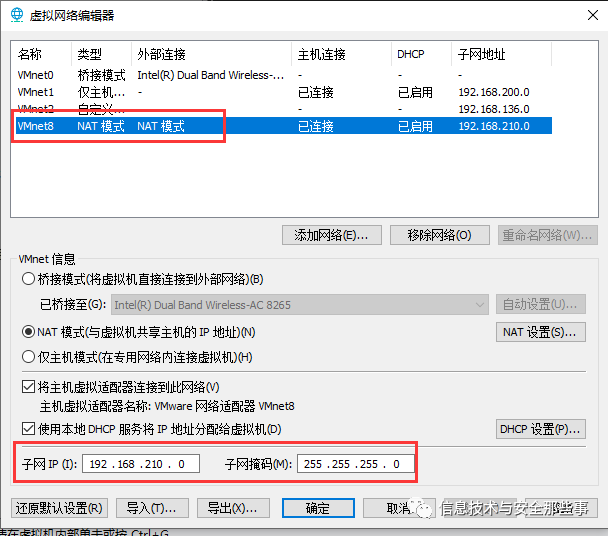 虚拟网络编辑器
名称 类型 外部连接 主机连接 DHCP 子网地址
VMnet0 桥接模式 Intel(R) Dual Band Wireless-... - - -
VMnet1 仅主机... - 已连接 已启用 192.168.200.0
VMnet2 自定义... - - - 192.168.136.0
VMnet8 NAT 模式 NAT 模式 已连接 已启用 192.168.210.0
添加网络(E)... 移除网络(O) 重命名网络(W)...
VMnet 信息
桥接模式(将虚拟机直接连接到外部网络)(B)
已桥接至(G): Intel(R) Dual Band Wireless-AC 8265 自动设置(U)...
NAT 模式(与虚拟机共享主机的 IP 地址)(N) NAT 设置(S)...
仅主机模式(在专用网络内连接虚拟机)(H)
将主机虚拟适配器连接到此网络(V)
主机虚拟适配器名称: VMware 网络适配器 VMnet8
使用本地 DHCP 服务将 IP 地址分配给虚拟机(D) DHCP 设置(P)...
子网 IP (I): 192 .168 .210 . 0 子网掩码(M): 255 .255 .255 . 0
还原默认设置(R) 导入(T)... 导出(X)... 确定 取消
信息技术与安全那些事
请在虚拟机内部单击或按 Ctrl+G